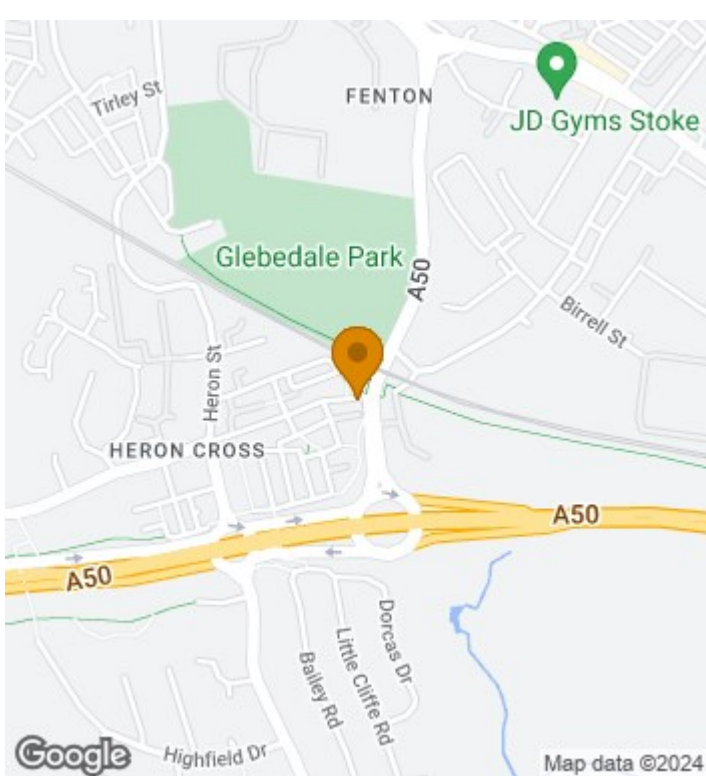 Tirley St
FENTON
JD Gyms Stoke
Glebedale Park
A50
Birrell St
Heron St
HERON CROSS
A50
A50
Dorcas Dr
Little Cliffe Rd
Bailey Rd
Highfield Dr
Google
Map data ©2024